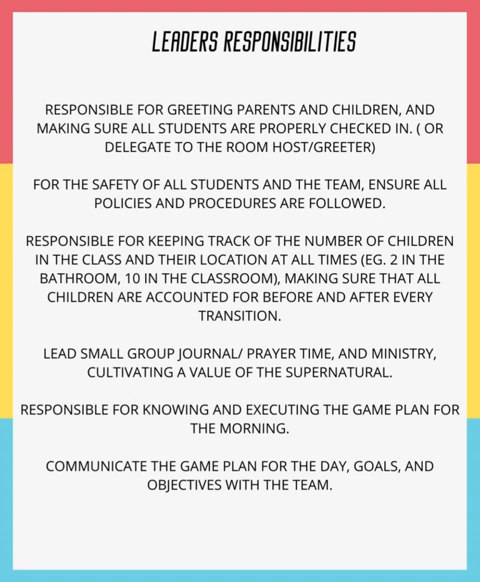 LEADERS RESPONSIBILITIES
RESPONSIBLE FOR GREETING PARENTS AND CHILDREN, AND
MAKING SURE ALL STUDENTS ARE PROPERLY CHECKED IN. ( OR
DELEGATE TO THE ROOM HOST/GREETER)
FOR THE SAFETY OF ALL STUDENTS AND THE TEAM, ENSURE ALL
POLICIES AND PROCEDURES ARE FOLLOWED.
RESPONSIBLE FOR KEEPING TRACK OF THE NUMBER OF CHILDREN
IN THE CLASS AND THEIR LOCATION AT ALL TIMES (EG. 2 IN THE
BATHROOM, 10 IN THE CLASSROOM), MAKING SURE THAT ALL
CHILDREN ARE ACCOUNTED FOR BEFORE AND AFTER EVERY
TRANSITION.
LEAD SMALL GROUP JOURNAL/ PRAYER TIME, AND MINISTRY,
CULTIVATING A VALUE OF THE SUPERNATURAL.
RESPONSIBLE FOR KNOWING AND EXECUTING THE GAME PLAN FOR
THE MORNING.
COMMUNICATE THE GAME PLAN FOR THE DAY, GOALS, AND
OBJECTIVES WITH THE TEAM.